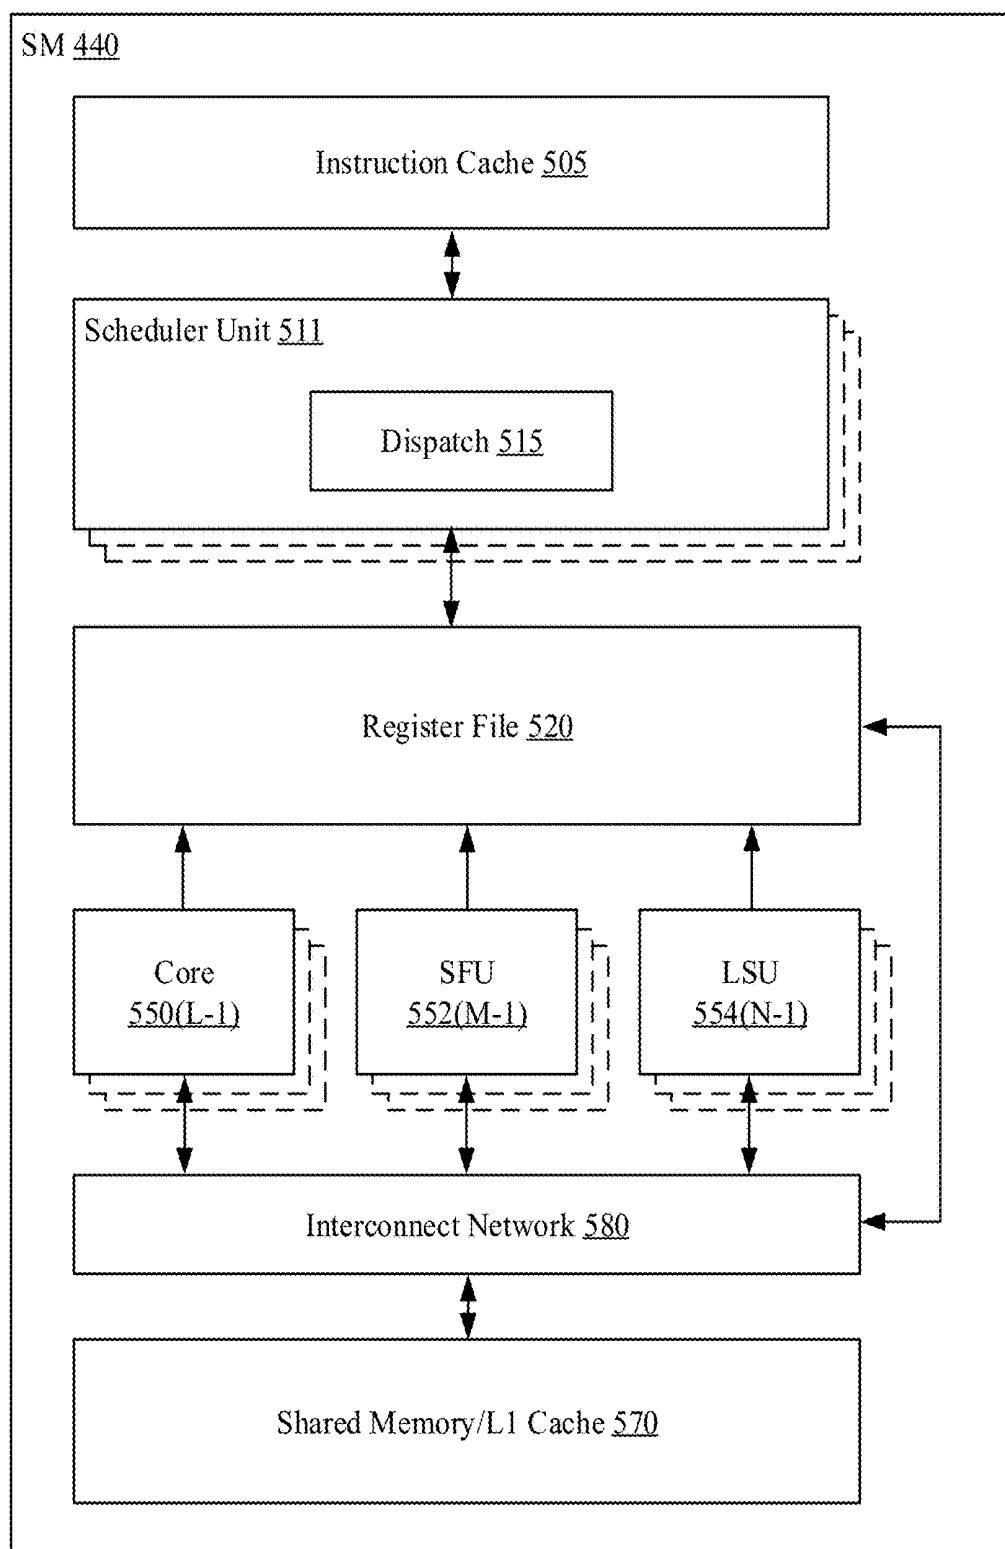 SM 440
Instruction Cache 505
Scheduler Unit 511
Dispatch 515
Register File 520
Core
550(L-1)
SFU
552(M-1)
LSU
554(N-1)
Interconnect Network 580
Shared Memory/L1 Cache 570